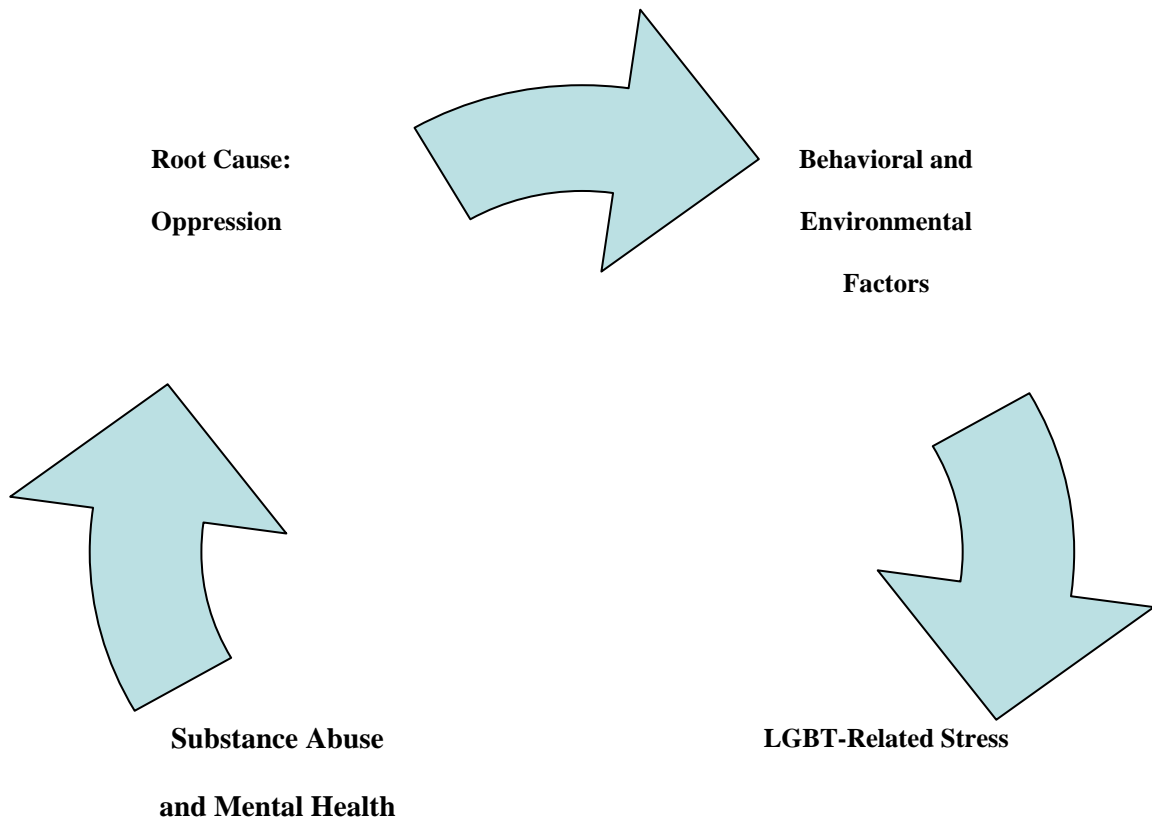 Root Cause:
Oppression
Behavioral and
Environmental
Factors
LGBT-Related Stress
Substance Abuse
and Mental Health